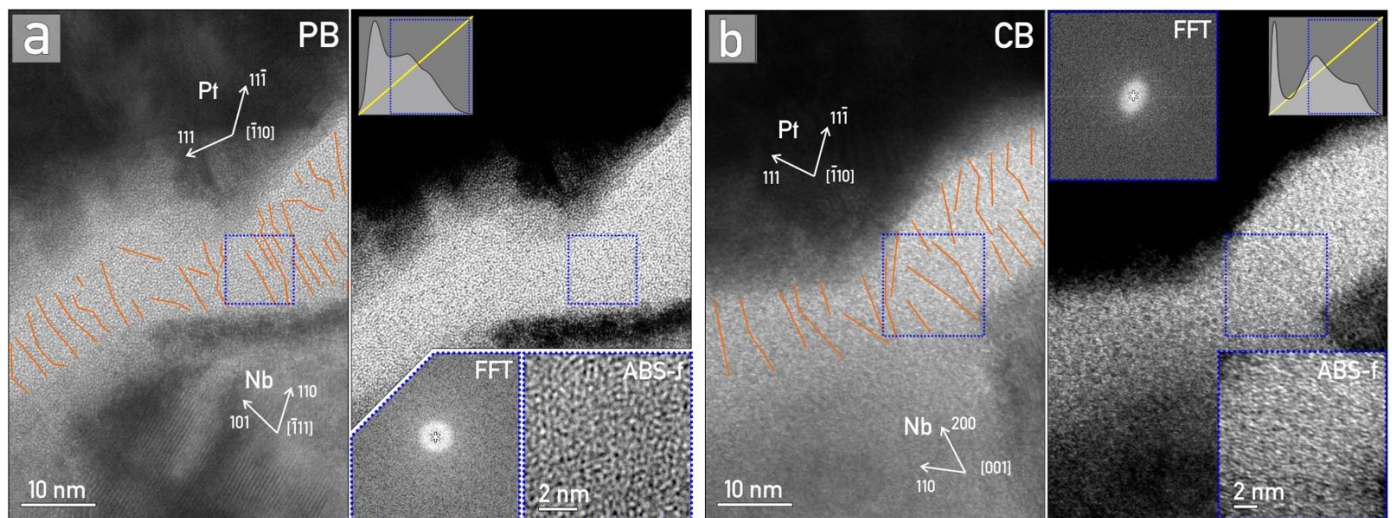 a
PB
Pt
111̄
111
[1̄10]
Nb
110
101
[1̄11]
10 nm
FFT
ABS-f
2 nm
b
CB
Pt
111̄
111
[1̄10]
Nb
200
[001]
110
10 nm
FFT
ABS-f
2 nm